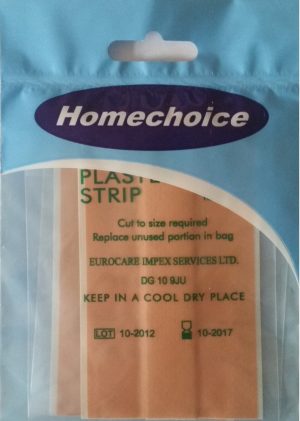 Homechoice
STRIP
Cut to size required
Replace unused portion in bag
EUROCARE IMPEX SERVICES LTD.
DG 10 9JU
KEEP IN A COOL DRY PLACE
LOT 10-2012 10-2017